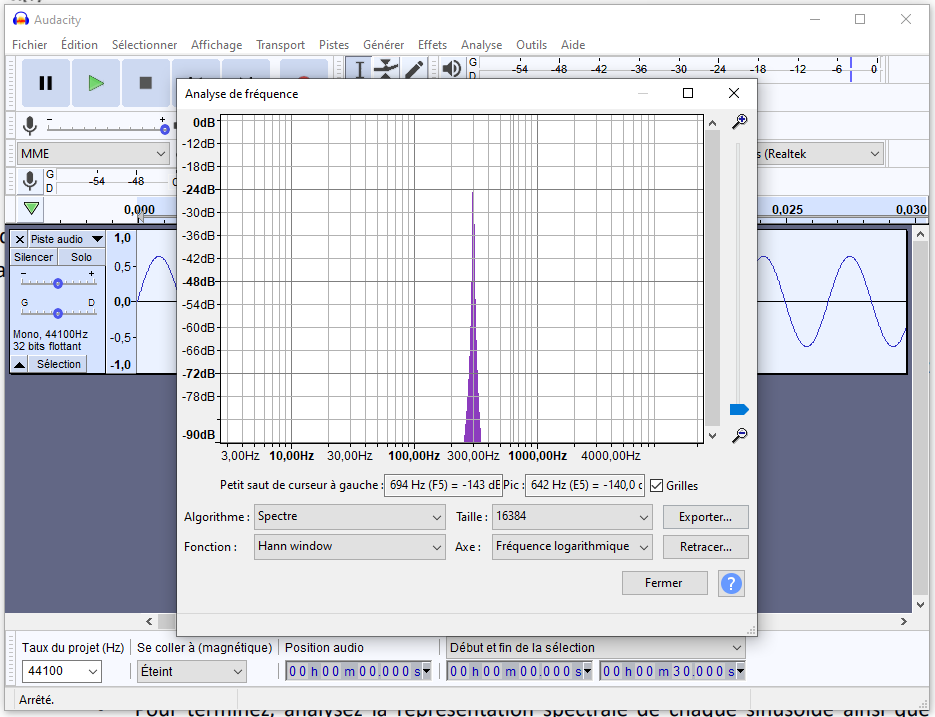 Audacity
Fichier Édition Sélectionner Affichage Transport Pistes Générer Effets Analyse Outils Aide
G
D
-54 -48 -42 -36 -30 -24 -18 -12 -6 0
Analyse de fréquence
MME
s (Realtek
G
D
-54 -48
0,000
0,025 0,030
Piste audio
Silencer Solo
- +
G D
Mono, 44100Hz
32 bits flottant
Sélection
1,0
0,5-
0,0-
-0,5-
-1,0
0dB
-12dB
-18dB
-24dB
-30dB
-36dB
-42dB
-48dB
-54dB
-60dB
-66dB
-72dB
-78dB
-90dB
3,00Hz 10,00Hz 30,00Hz 100,00Hz 300,00Hz 1000,00Hz 4000,00Hz
Petit saut de curseur à gauche : 694 Hz (F5) = -143 dB Pic : 642 Hz (E5) = -140,0 Grilles
Algorithme : Spectre Taille : 16384 Exporter...
Fonction : Hann window Axe : Fréquence logarithmique Retracer...
Fermer ?
Taux du projet (Hz) Se coller à (magnétique) Position audio Début et fin de la sélection
44100 Éteint 00 h 00 m 00.000 s 00 h 00 m 00.000 s 00 h 00 m 30.000 s
Arrêté.
Pour terminez, analysez la représentation spectrale de chaque sinusoïde ainsi que